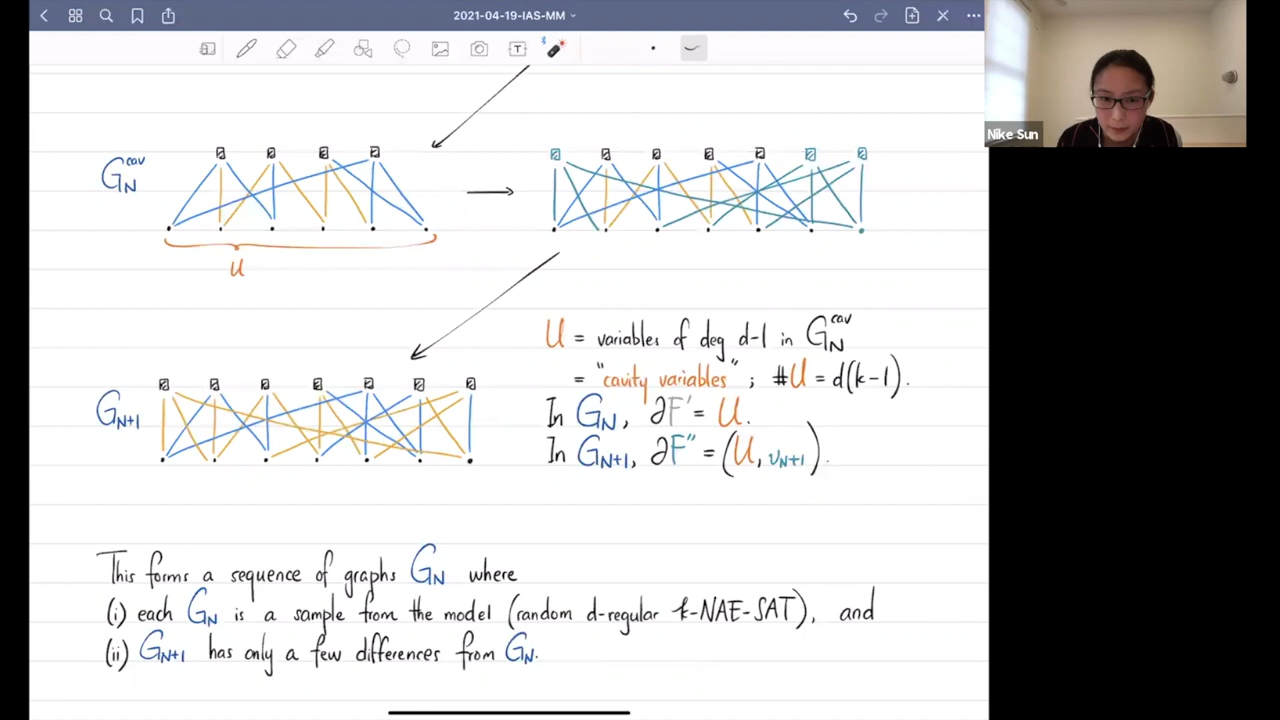 2021-04-19-IAS-MM
T
Nike Sun
G_N^cav
U
U = variables of deg d-1 in G_N^cav
= "cavity variables" ; #U = d(k-1).
G_{N+1}
In G_N, ∂F' = U.
In G_{N+1}, ∂F" = (U, v_{N+1}).
This forms a sequence of graphs G_N where
(i) each G_N is a sample from the model (random d-regular k-NAE-SAT), and
(ii) G_{N+1} has only a few differences from G_N.